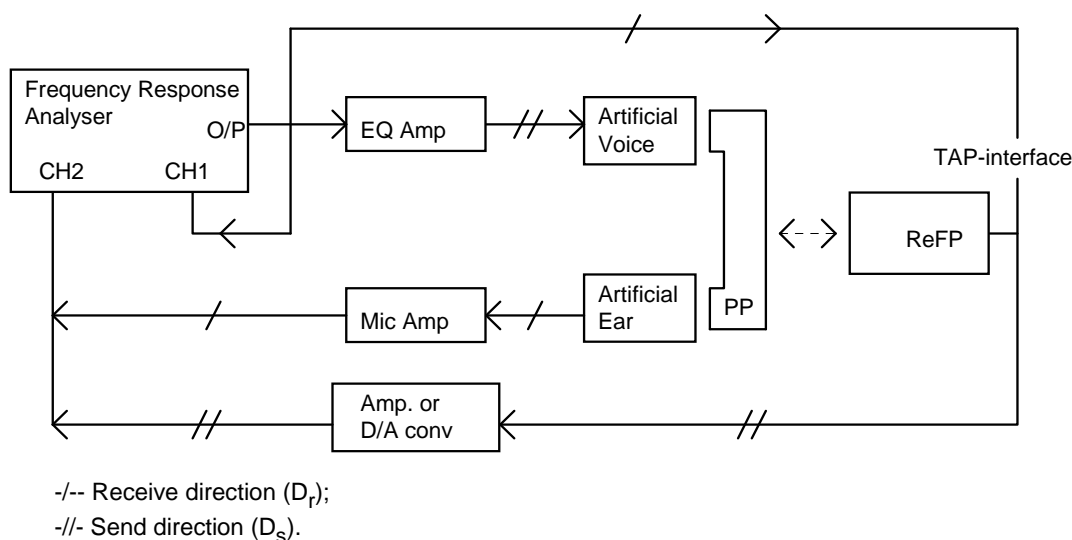 Frequency Response
Analyser
O/P
CH2
CH1
EQ Amp
Artificial
Voice
TAP-interface
ReFP
Mic Amp
Artificial
Ear
PP
Amp. or
D/A conv
-/-- Receive direction (Dr);
-//- Send direction (Ds).